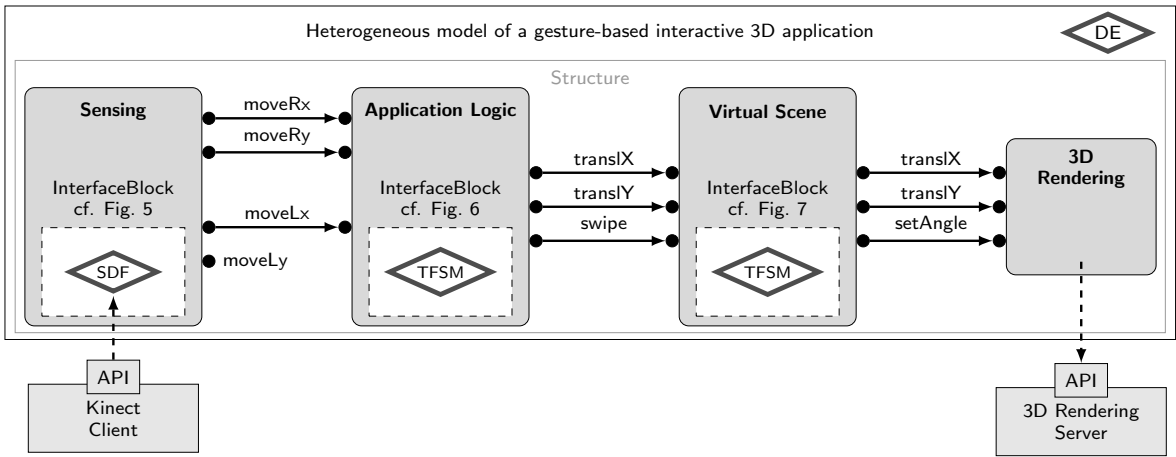 Heterogeneous model of a gesture-based interactive 3D application
DE
Structure
Sensing
moveRx
moveRy
InterfaceBlock
cf. Fig. 5
moveLx
moveLy
SDF
Application Logic
InterfaceBlock
cf. Fig. 6
TFSM
translX
translY
swipe
Virtual Scene
InterfaceBlock
cf. Fig. 7
TFSM
translX
translY
setAngle
3D
Rendering
API
Kinect
Client
API
3D Rendering
Server